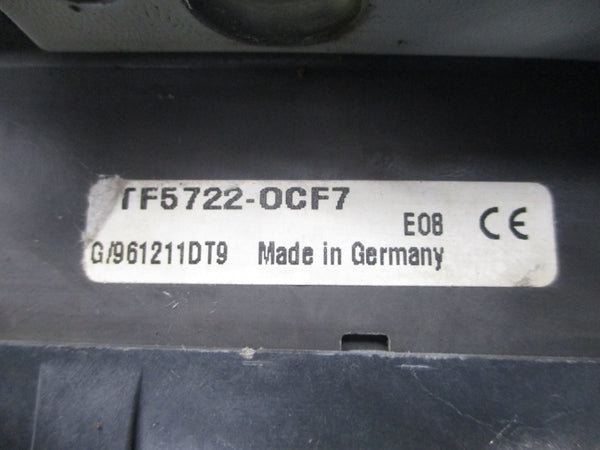 TF5722-0CF7
E08 CE
G/961211DT9 Made in Germany